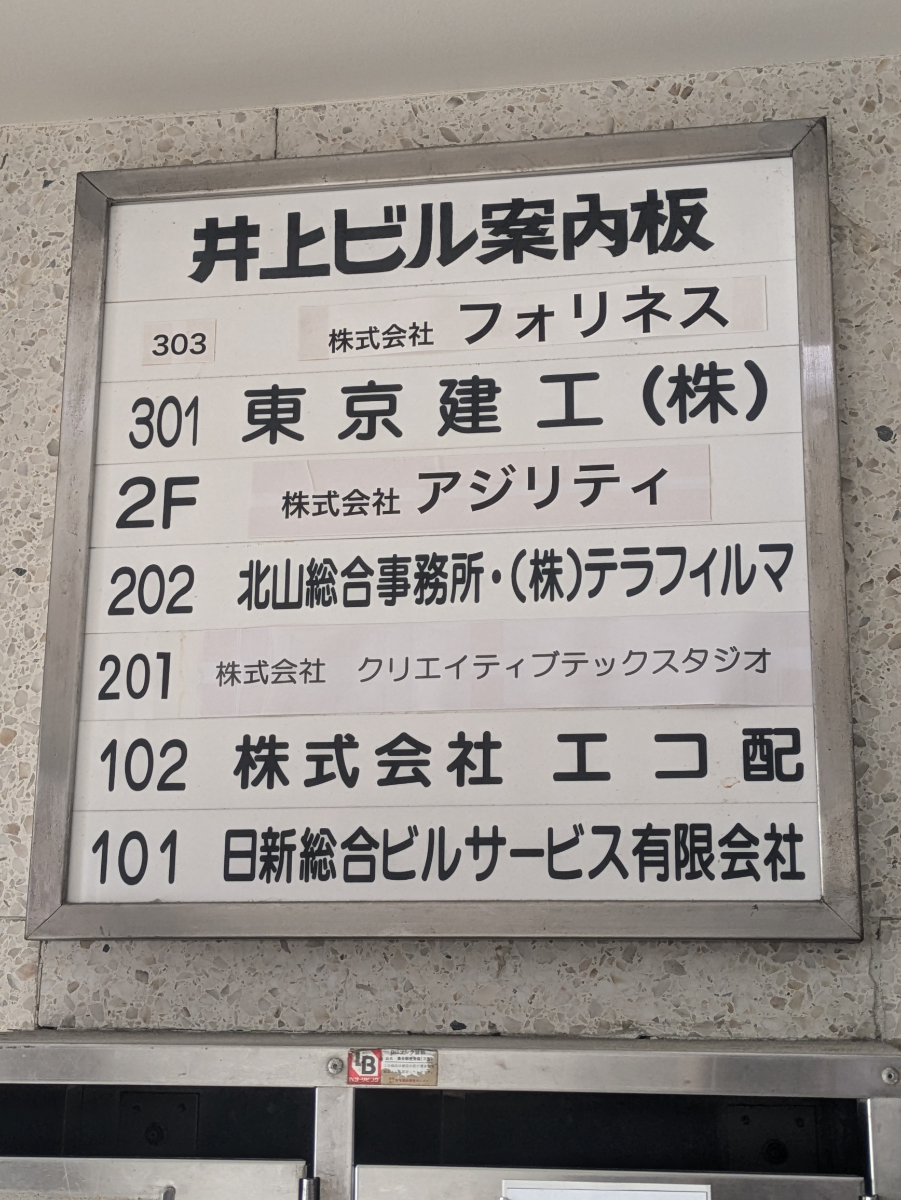 井上ビル案内板
303 株式会社 フォリネス
301 東京建工(株)
2F 株式会社 アジリティ
202 北山総合事務所・(株)テラフイルマ
201 株式会社 クリエイティブテックスタジオ
102 株式会社 エコ配
101 日新総合ビルサービス有限会社